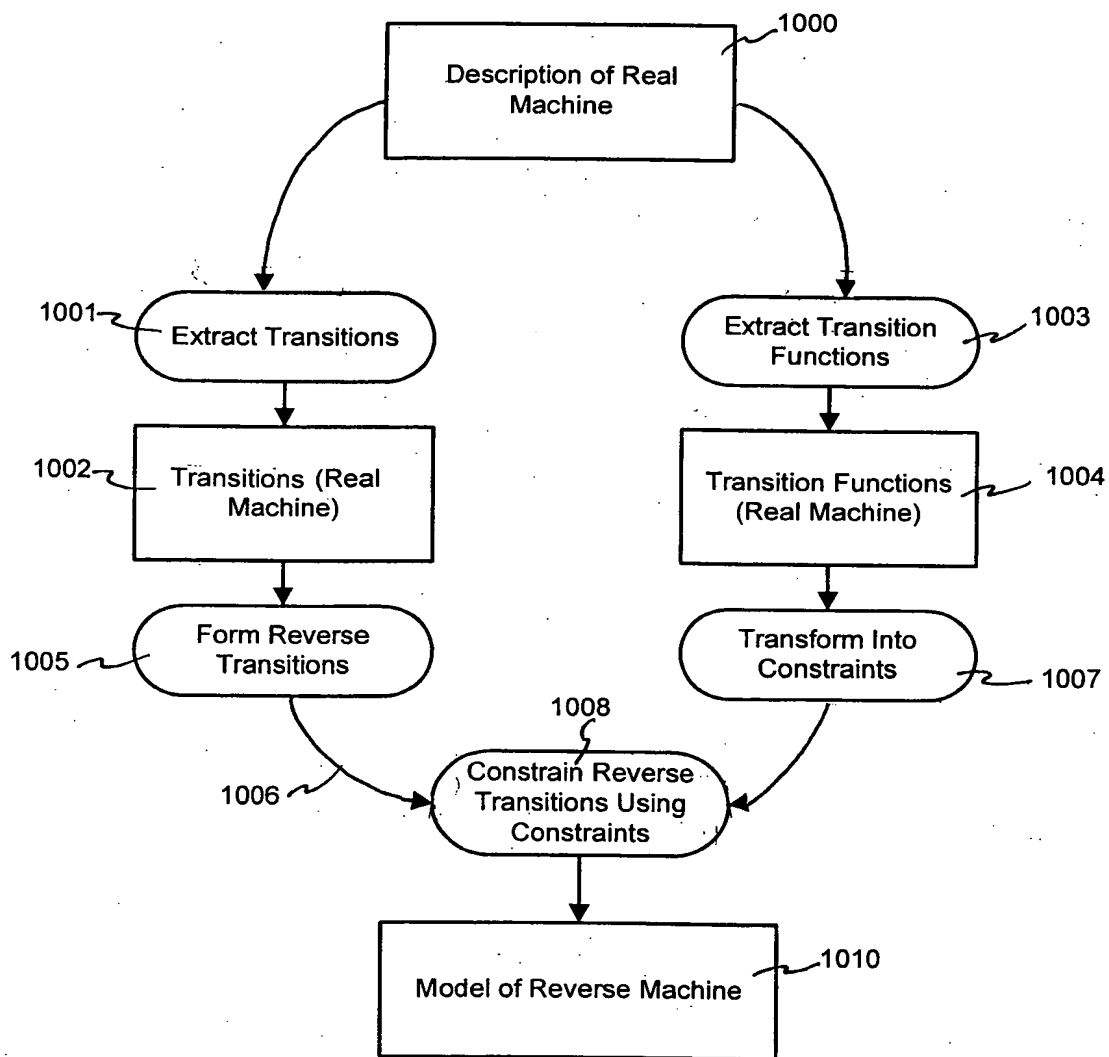 1000
Description of Real
Machine
1001
Extract Transitions
Extract Transition
Functions
1003
1002
Transitions (Real
Machine)
Transition Functions
(Real Machine)
1004
1005
Form Reverse
Transitions
Transform Into
Constraints
1007
1006
1008
Constrain Reverse
Transitions Using
Constraints
Model of Reverse Machine
1010